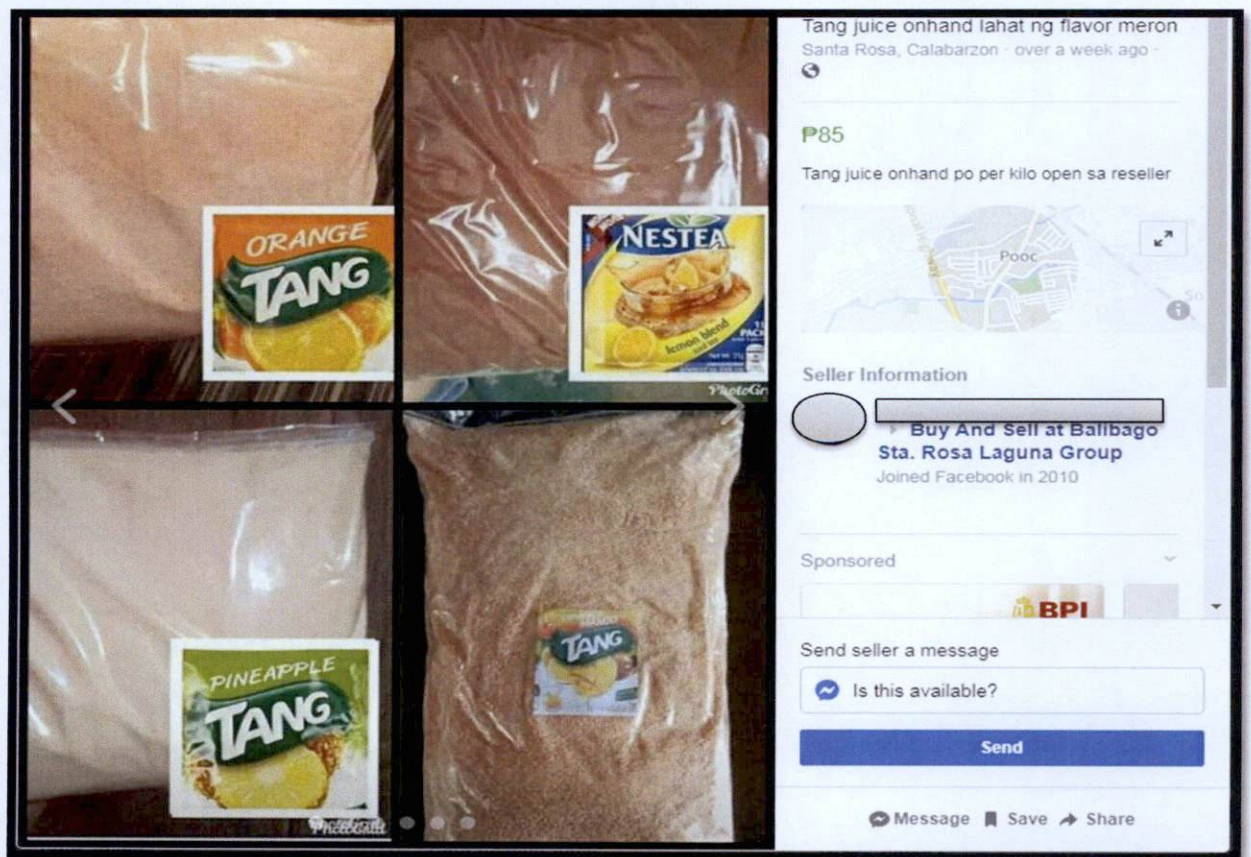 ORANGE
TANG
NESTEA
lemon blend
iced tea
PhotoGr
PINEAPPLE
TANG
TANG
Tang juice onhand lahat ng flavor meron
Santa Rosa, Calabarzon · over a week ago ·
₱85
Tang juice onhand po per kilo open sa reseller
Pooc
Seller Information
Buy And Sell at Balibago
Sta. Rosa Laguna Group
Joined Facebook in 2010
Sponsored
BPI
Send seller a message
Is this available?
Send
Message Save Share